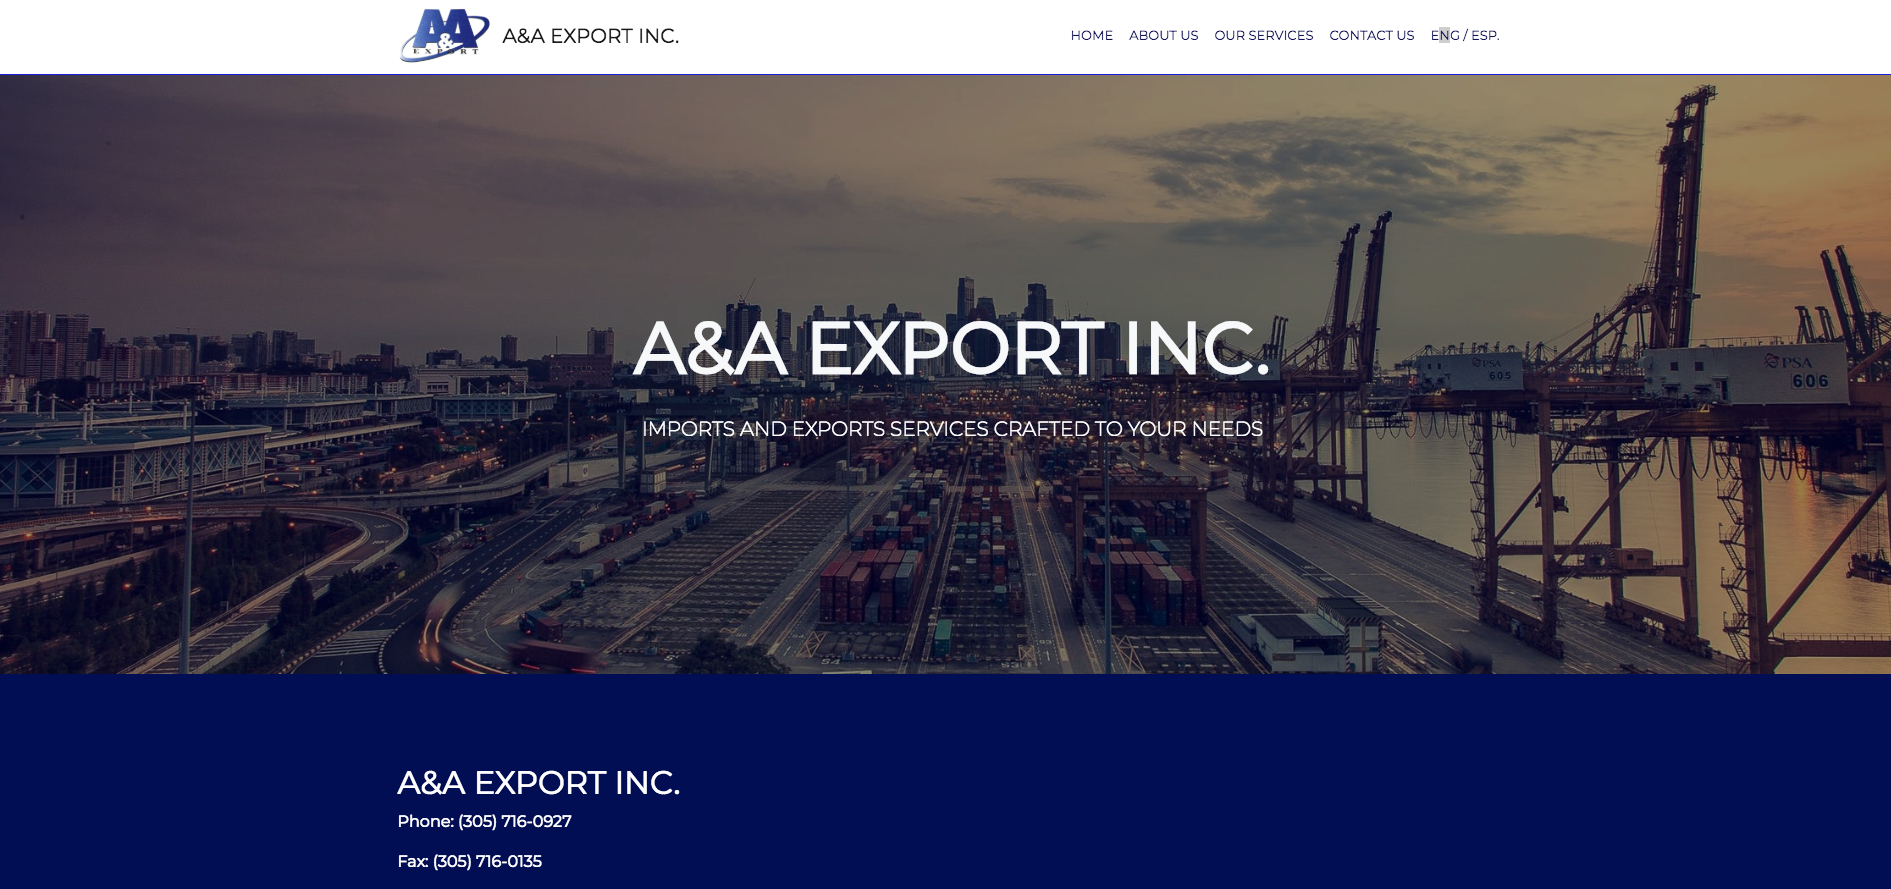 A&A
EXPORT
A&A EXPORT INC.
HOME
ABOUT US
OUR SERVICES
CONTACT US
ENG / ESP.
A&A EXPORT INC.
IMPORTS AND EXPORTS SERVICES CRAFTED TO YOUR NEEDS
PSA
605
PSA
606
A&A EXPORT INC.
Phone: (305) 716-0927
Fax: (305) 716-0135